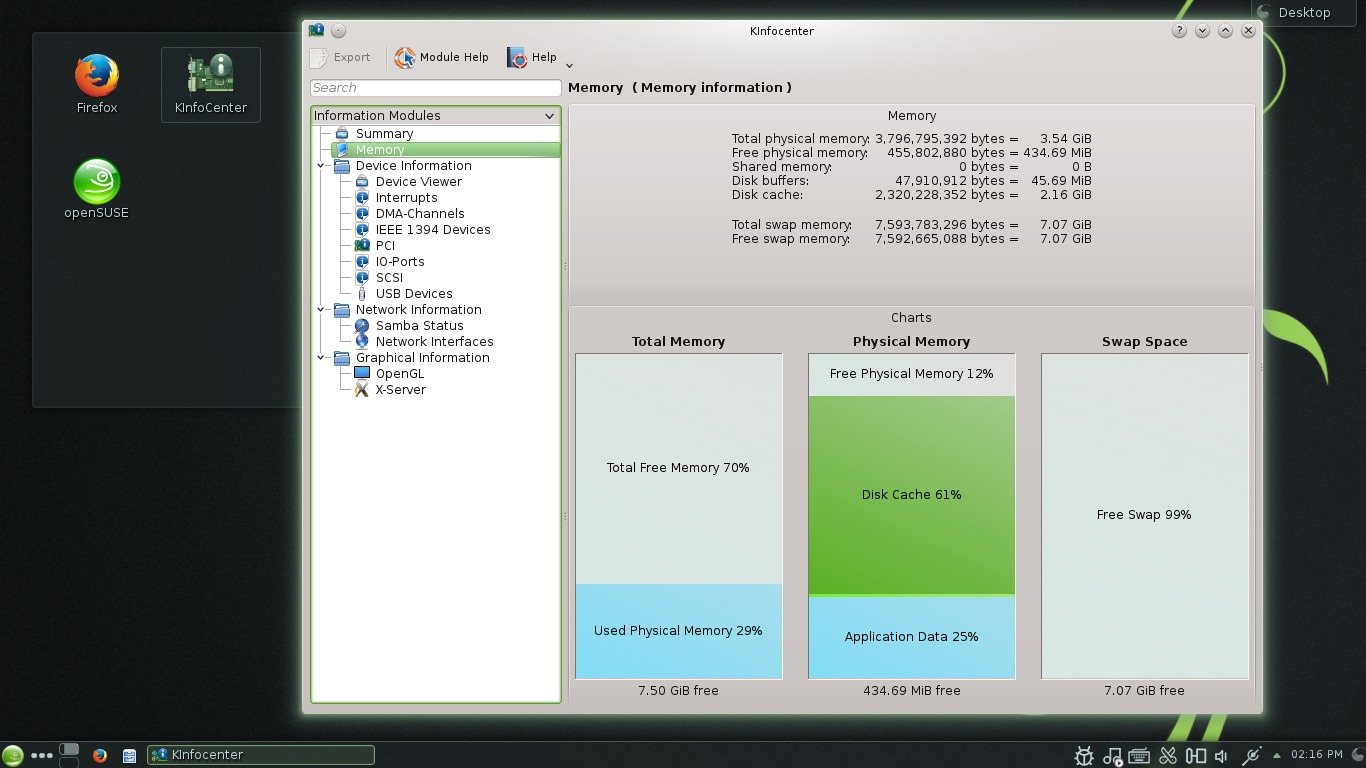 Desktop
Firefox
KInfoCenter
openSUSE
KInfocenter
Export
Module Help
Help
Search
Memory ( Memory information )
Information Modules
Summary
Memory
Device Information
Device Viewer
Interrupts
DMA-Channels
IEEE 1394 Devices
PCI
IO-Ports
SCSI
USB Devices
Network Information
Samba Status
Network Interfaces
Graphical Information
OpenGL
X-Server
Memory
Total physical memory: 3,796,795,392 bytes = 3.54 GiB
Free physical memory: 455,802,880 bytes = 434.69 MiB
Shared memory: 0 bytes = 0 B
Disk buffers: 47,910,912 bytes = 45.69 MiB
Disk cache: 2,320,228,352 bytes = 2.16 GiB
Total swap memory: 7,593,783,296 bytes = 7.07 GiB
Free swap memory: 7,592,665,088 bytes = 7.07 GiB
Charts
Total Memory
Physical Memory
Swap Space
Free Physical Memory 12%
Total Free Memory 70%
Disk Cache 61%
Free Swap 99%
Used Physical Memory 29%
Application Data 25%
7.50 GiB free
434.69 MiB free
7.07 GiB free
KInfocenter
02:16 PM